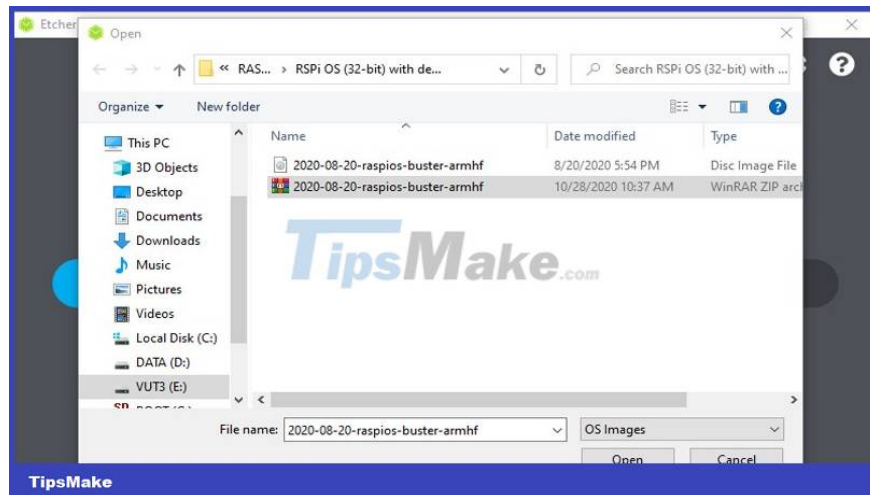 Etcher
Open
« RAS... › RSPi OS (32-bit) with de...
Search RSPi OS (32-bit) with ...
?
Organize
New folder
?
This PC
Name
Date modified
Type
3D Objects
2020-08-20-raspios-buster-armhf
8/20/2020 5:54 PM
Disc Image File
Desktop
2020-08-20-raspios-buster-armhf
10/28/2020 10:37 AM
WinRAR ZIP arcl
Documents
Downloads
TipsMake.com
Music
Pictures
Videos
Local Disk (C:)
DATA (D:)
VUT3 (E:)
File name:
2020-08-20-raspios-buster-armhf
OS Images
Open
Cancel
TipsMake